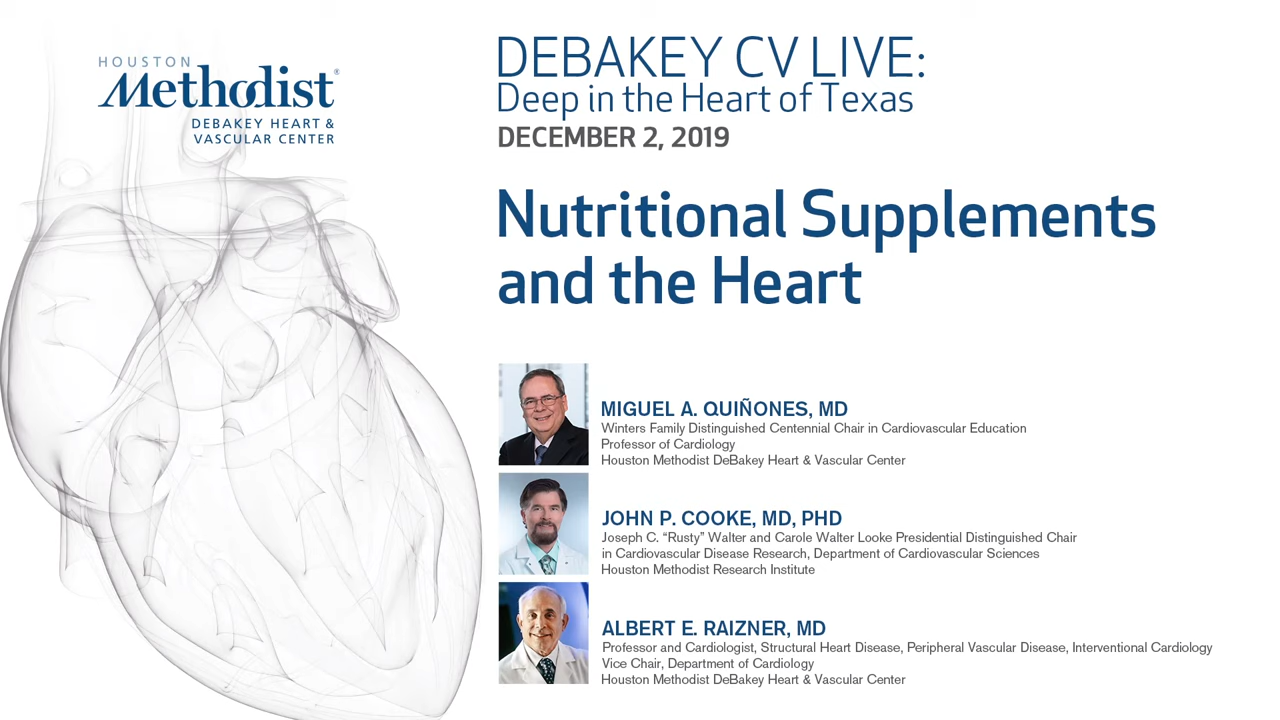 HOUSTON
Methodist®
DEBAKEY HEART &
VASCULAR CENTER
DEBAKEY CV LIVE:
Deep in the Heart of Texas
DECEMBER 2, 2019
Nutritional Supplements
and the Heart
MIGUEL A. QUIÑONES, MD
Winters Family Distinguished Centennial Chair in Cardiovascular Education
Professor of Cardiology
Houston Methodist DeBakey Heart & Vascular Center
JOHN P. COOKE, MD, PHD
Joseph C. “Rusty” Walter and Carole Walter Looke Presidential Distinguished Chair
in Cardiovascular Disease Research, Department of Cardiovascular Sciences
Houston Methodist Research Institute
ALBERT E. RAIZNER, MD
Professor and Cardiologist, Structural Heart Disease, Peripheral Vascular Disease, Interventional Cardiology
Vice Chair, Department of Cardiology
Houston Methodist DeBakey Heart & Vascular Center